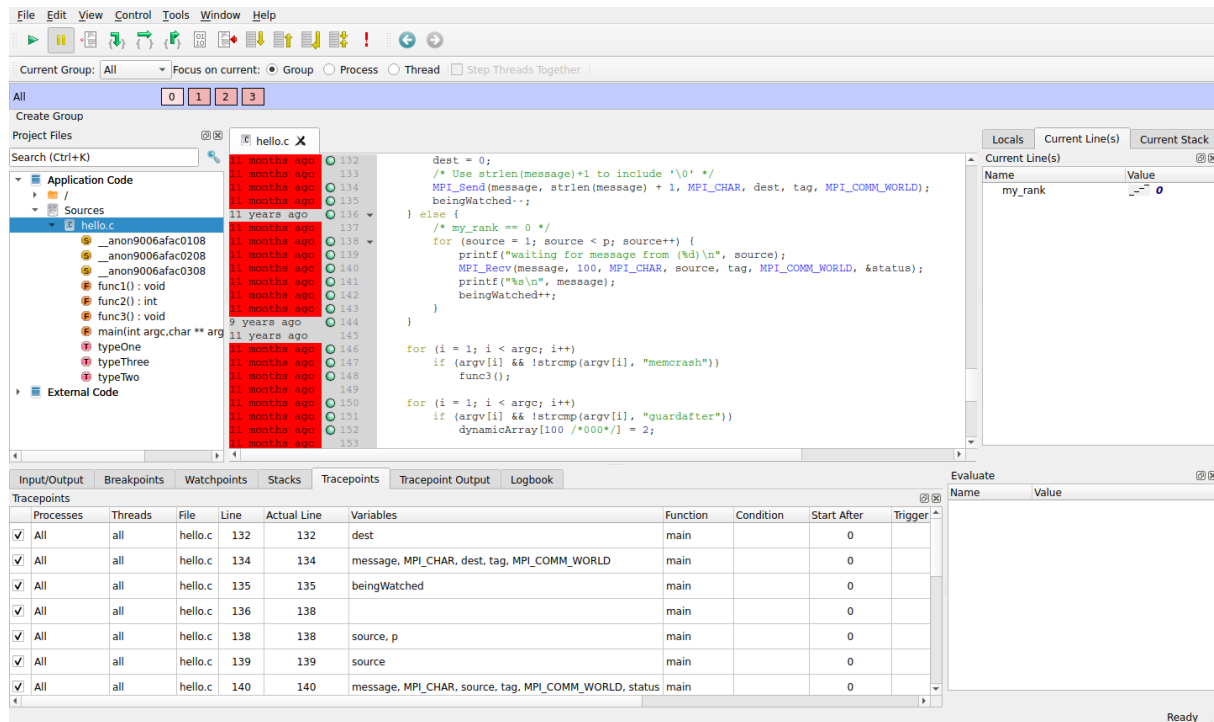 File Edit View Control Tools Window Help
Current Group: All Focus on current: Group Process Thread Step Threads Together
All 0 1 2 3
Create Group
Project Files
Search (Ctrl+K)
Application Code
/
Sources
hello.c
__anon9006afac0108
__anon9006afac0208
__anon9006afac0308
func1() : void
func2() : int
func3() : void
main(int argc,char ** arg
typeOne
typeThree
typeTwo
External Code
hello.c
11 months ago 132 dest = 0;
11 months ago 133 /* Use strlen(message)+1 to include '\0' */
11 months ago 134 MPI_Send(message, strlen(message) + 1, MPI_CHAR, dest, tag, MPI_COMM_WORLD);
11 months ago 135 beingWatched--;
11 years ago 136 } else {
11 months ago 137 /* my_rank == 0 */
11 months ago 138 for (source = 1; source < p; source++) {
11 months ago 139 printf("waiting for message from (%d)\n", source);
11 months ago 140 MPI_Recv(message, 100, MPI_CHAR, source, tag, MPI_COMM_WORLD, &status);
11 months ago 141 printf("%s\n", message);
11 months ago 142 beingWatched++;
11 months ago 143 }
9 years ago 144 }
11 years ago 145
11 months ago 146 for (i = 1; i < argc; i++)
11 months ago 147 if (argv[i] && !strcmp(argv[i], "memcrash"))
11 months ago 148 func3();
11 months ago 149
11 months ago 150 for (i = 1; i < argc; i++)
11 months ago 151 if (argv[i] && !strcmp(argv[i], "guardafter"))
11 months ago 152 dynamicArray[100 /*000*/] = 2;
11 months ago 153
Locals Current Line(s) Current Stack
Current Line(s)
Name Value
my_rank 0
Input/Output Breakpoints Watchpoints Stacks Tracepoints Tracepoint Output Logbook
Tracepoints
Processes Threads File Line Actual Line Variables Function Condition Start After Trigger
All all hello.c 132 132 dest main 0
All all hello.c 134 134 message, MPI_CHAR, dest, tag, MPI_COMM_WORLD main 0
All all hello.c 135 135 beingWatched main 0
All all hello.c 136 138 main 0
All all hello.c 138 138 source, p main 0
All all hello.c 139 139 source main 0
All all hello.c 140 140 message, MPI_CHAR, source, tag, MPI_COMM_WORLD, status main 0
Evaluate
Name Value
Ready